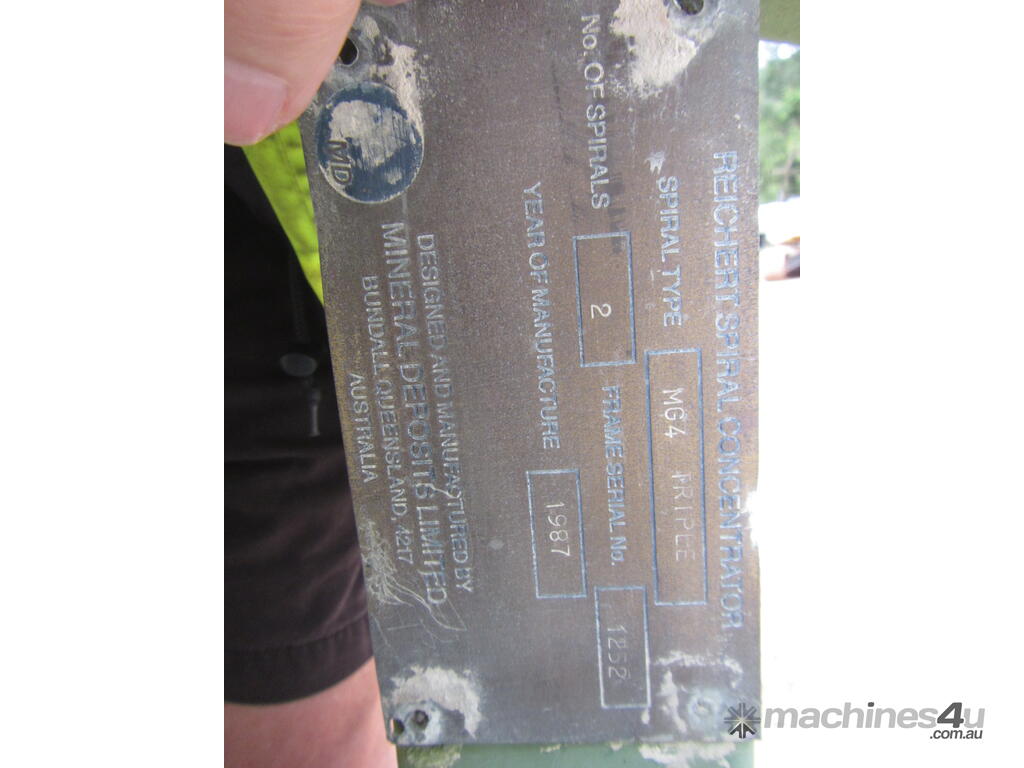 REICHERT SPIRAL CONCENTRATOR
SPIRAL TYPE MG4 TRIPLE
No. OF SPIRALS 2 FRAME SERIAL No. 1252
YEAR OF MANUFACTURE 1987
MD
DESIGNED AND MANUFACTURED BY
MINERAL DEPOSITS LIMITED
BUNDALL QUEENSLAND, 4217
AUSTRALIA
machines4u
.com.au